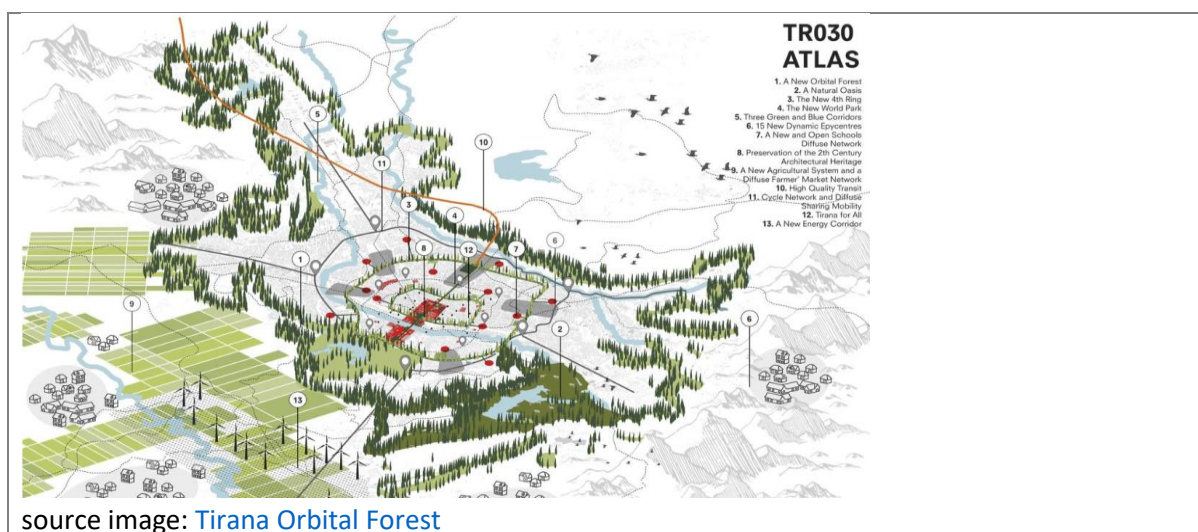 TR030
ATLAS
1. A New Orbital Forest
2. A Natural Oasis
3. The New 4th Ring
4. The New World Park
5. Three Green and Blue Corridors
6. 15 New Dynamic Epycentres
7. A New and Open Schools
Diffuse Network
8. Preservation of the 2th Century
Architectural Heritage
9. A New Agricultural System and a
Diffuse Farmer' Market Network
10. High Quality Transit
11. Cycle Network and Diffuse
Sharing Mobility
12. Tirana for All
13. A New Energy Corridor
5
11
10
3
4
6
8
12
7
1
9
2
6
13
source image: Tirana Orbital Forest